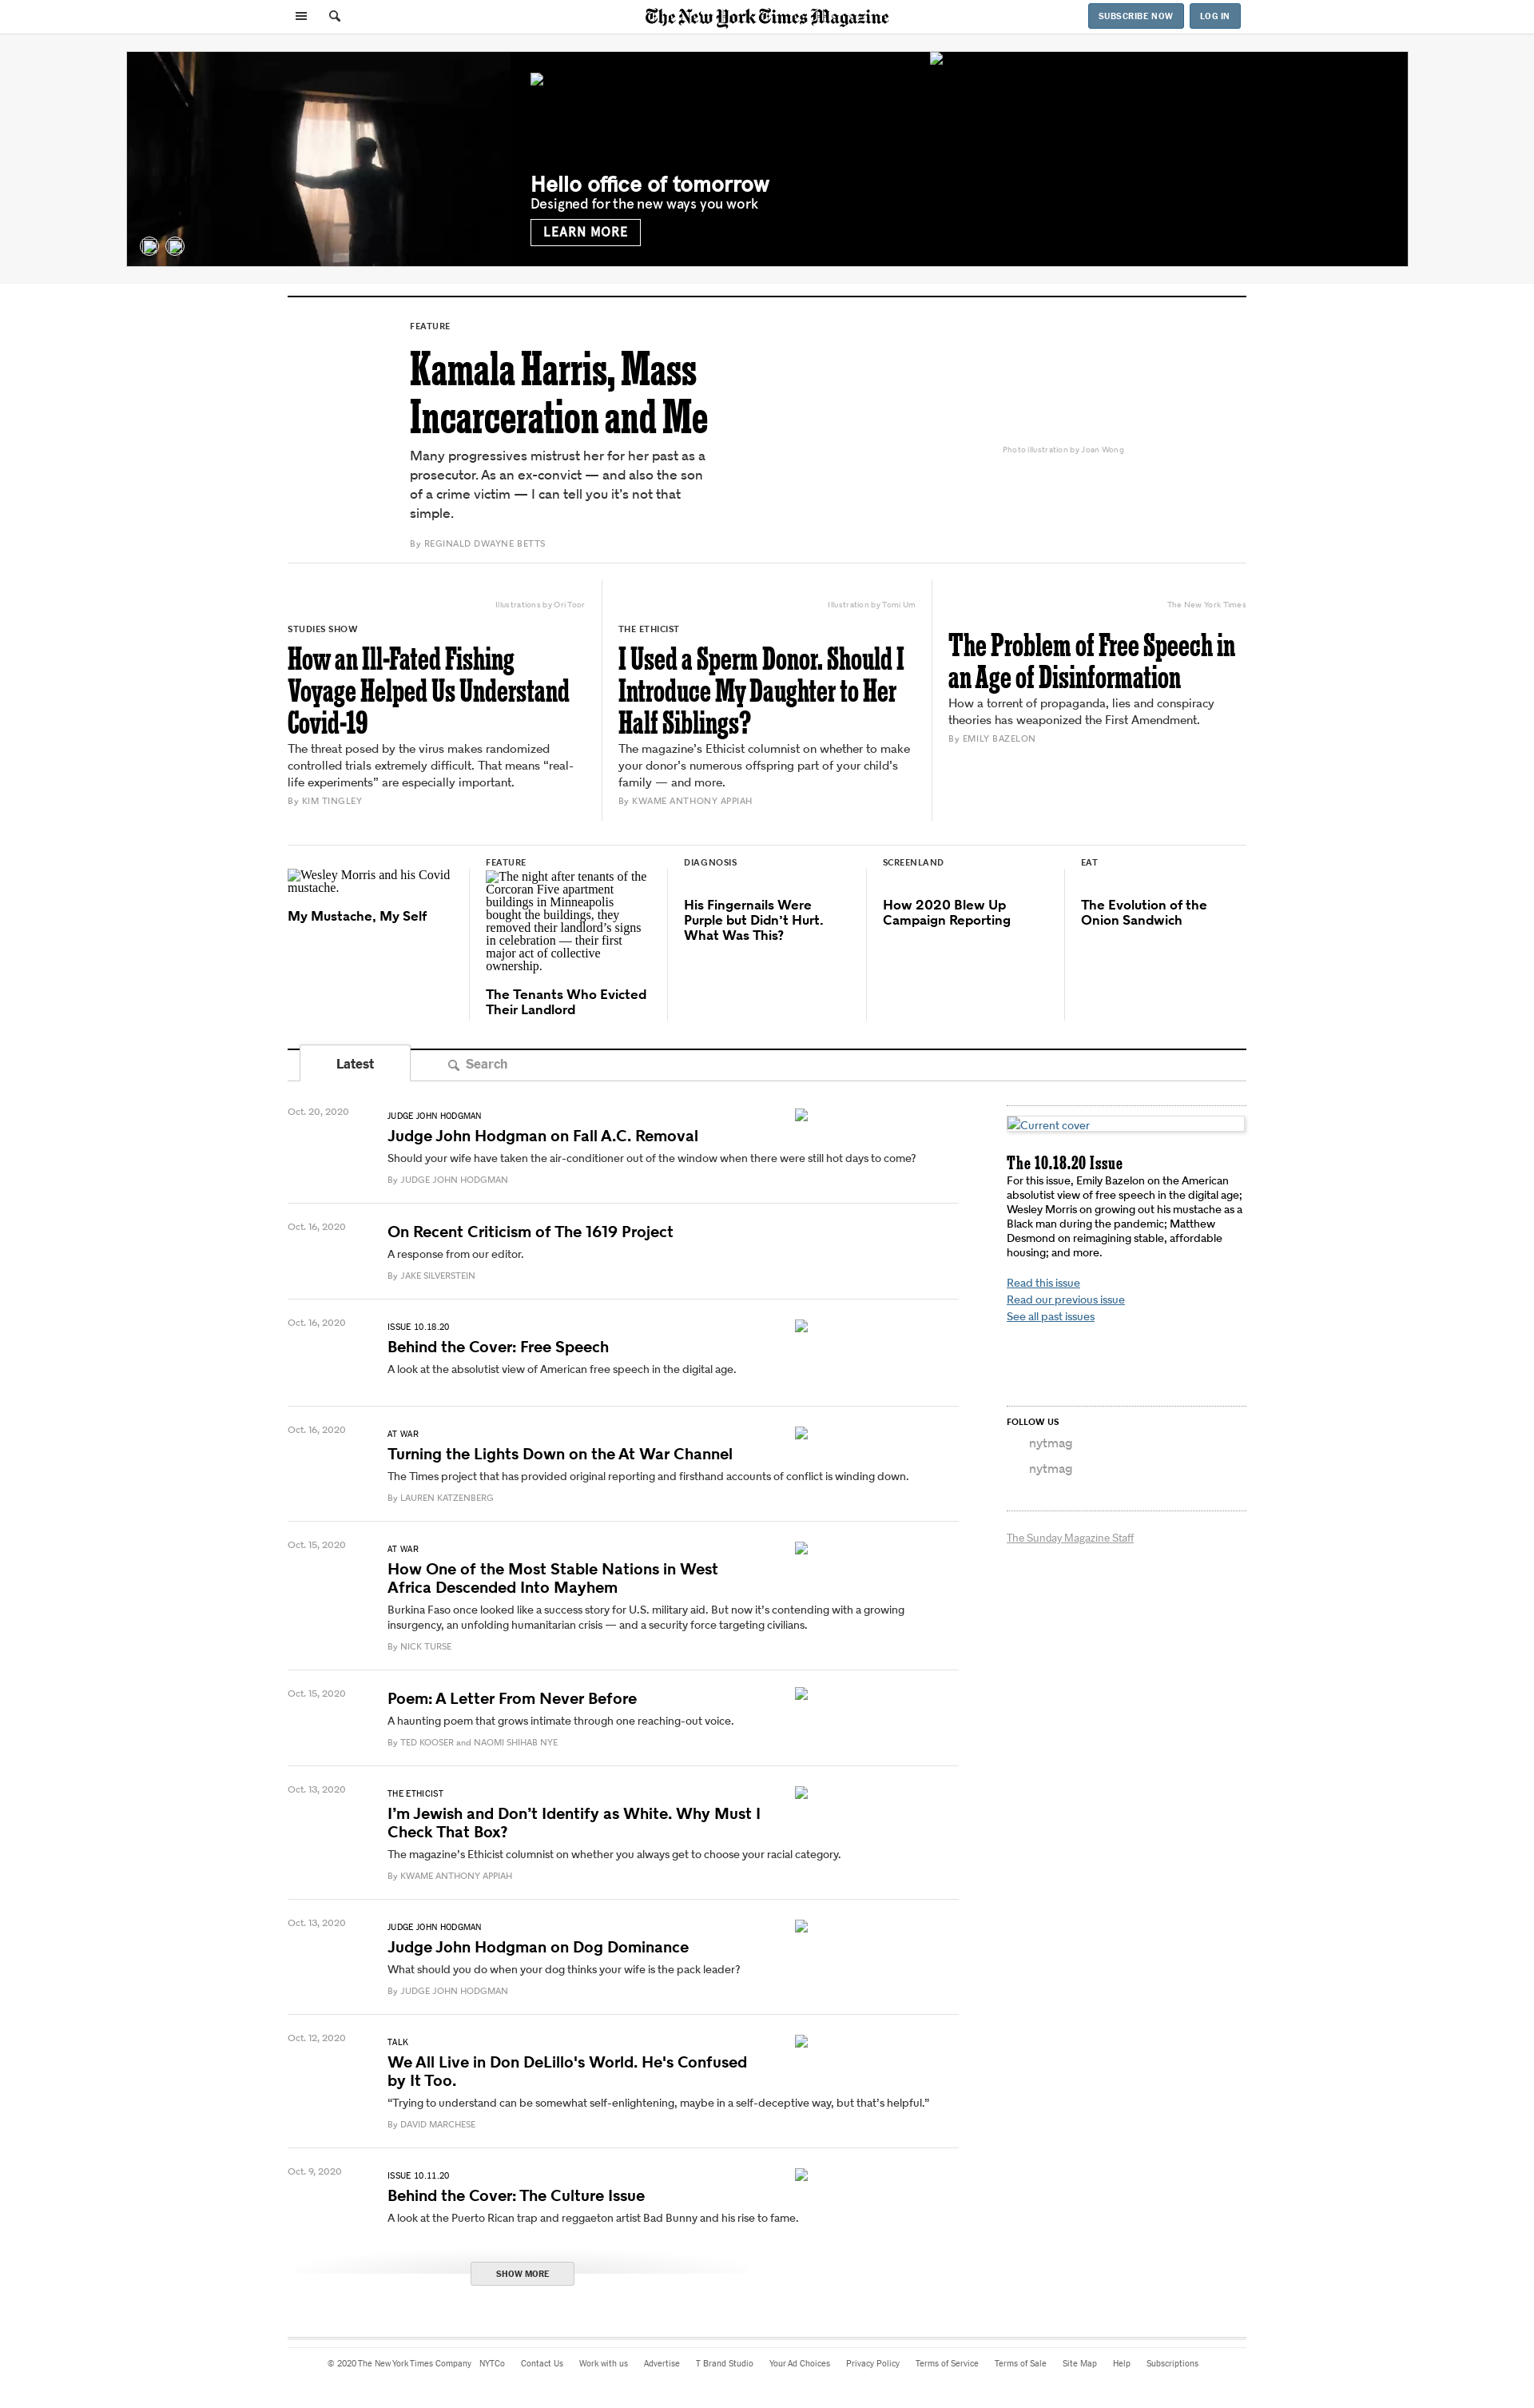 The New York Times Magazine
SUBSCRIBE NOW
LOG IN
Hello office of tomorrow
Designed for the new ways you work
LEARN MORE
FEATURE
Kamala Harris, Mass
Incarceration and Me
Many progressives mistrust her for her past as a
prosecutor. As an ex-convict — and also the son
of a crime victim — I can tell you it’s not that
simple.
By REGINALD DWAYNE BETTS
Photo illustration by Joan Wong
Illustrations by Ori Toor
STUDIES SHOW
How an Ill-Fated Fishing
Voyage Helped Us Understand
Covid-19
The threat posed by the virus makes randomized
controlled trials extremely difficult. That means “real-
life experiments” are especially important.
By KIM TINGLEY
Illustration by Tomi Um
THE ETHICIST
I Used a Sperm Donor. Should I
Introduce My Daughter to Her
Half Siblings?
The magazine’s Ethicist columnist on whether to make
your donor’s numerous offspring part of your child’s
family — and more.
By KWAME ANTHONY APPIAH
The New York Times
The Problem of Free Speech in
an Age of Disinformation
How a torrent of propaganda, lies and conspiracy
theories has weaponized the First Amendment.
By EMILY BAZELON
Wesley Morris and his Covid
mustache.
My Mustache, My Self
FEATURE
The night after tenants of the
Corcoran Five apartment
buildings in Minneapolis
bought the buildings, they
removed their landlord’s signs
in celebration — their first
major act of collective
ownership.
The Tenants Who Evicted
Their Landlord
DIAGNOSIS
His Fingernails Were
Purple but Didn’t Hurt.
What Was This?
SCREENLAND
How 2020 Blew Up
Campaign Reporting
EAT
The Evolution of the
Onion Sandwich
Latest
Search
Oct. 20, 2020
JUDGE JOHN HODGMAN
Judge John Hodgman on Fall A.C. Removal
Should your wife have taken the air-conditioner out of the window when there were still hot days to come?
By JUDGE JOHN HODGMAN
Oct. 16, 2020
On Recent Criticism of The 1619 Project
A response from our editor.
By JAKE SILVERSTEIN
Oct. 16, 2020
ISSUE 10.18.20
Behind the Cover: Free Speech
A look at the absolutist view of American free speech in the digital age.
Oct. 16, 2020
AT WAR
Turning the Lights Down on the At War Channel
The Times project that has provided original reporting and firsthand accounts of conflict is winding down.
By LAUREN KATZENBERG
Oct. 15, 2020
AT WAR
How One of the Most Stable Nations in West
Africa Descended Into Mayhem
Burkina Faso once looked like a success story for U.S. military aid. But now it’s contending with a growing
insurgency, an unfolding humanitarian crisis — and a security force targeting civilians.
By NICK TURSE
Oct. 15, 2020
Poem: A Letter From Never Before
A haunting poem that grows intimate through one reaching-out voice.
By TED KOOSER and NAOMI SHIHAB NYE
Oct. 13, 2020
THE ETHICIST
I’m Jewish and Don’t Identify as White. Why Must I
Check That Box?
The magazine’s Ethicist columnist on whether you always get to choose your racial category.
By KWAME ANTHONY APPIAH
Oct. 13, 2020
JUDGE JOHN HODGMAN
Judge John Hodgman on Dog Dominance
What should you do when your dog thinks your wife is the pack leader?
By JUDGE JOHN HODGMAN
Oct. 12, 2020
TALK
We All Live in Don DeLillo's World. He's Confused
by It Too.
“Trying to understand can be somewhat self-enlightening, maybe in a self-deceptive way, but that’s helpful.”
By DAVID MARCHESE
Oct. 9, 2020
ISSUE 10.11.20
Behind the Cover: The Culture Issue
A look at the Puerto Rican trap and reggaeton artist Bad Bunny and his rise to fame.
SHOW MORE
Current cover
The 10.18.20 Issue
For this issue, Emily Bazelon on the American
absolutist view of free speech in the digital age;
Wesley Morris on growing out his mustache as a
Black man during the pandemic; Matthew
Desmond on reimagining stable, affordable
housing; and more.
Read this issue
Read our previous issue
See all past issues
FOLLOW US
nytmag
nytmag
The Sunday Magazine Staff
© 2020 The New York Times Company NYTCo Contact Us Work with us Advertise T Brand Studio Your Ad Choices Privacy Policy Terms of Service Terms of Sale Site Map Help Subscriptions